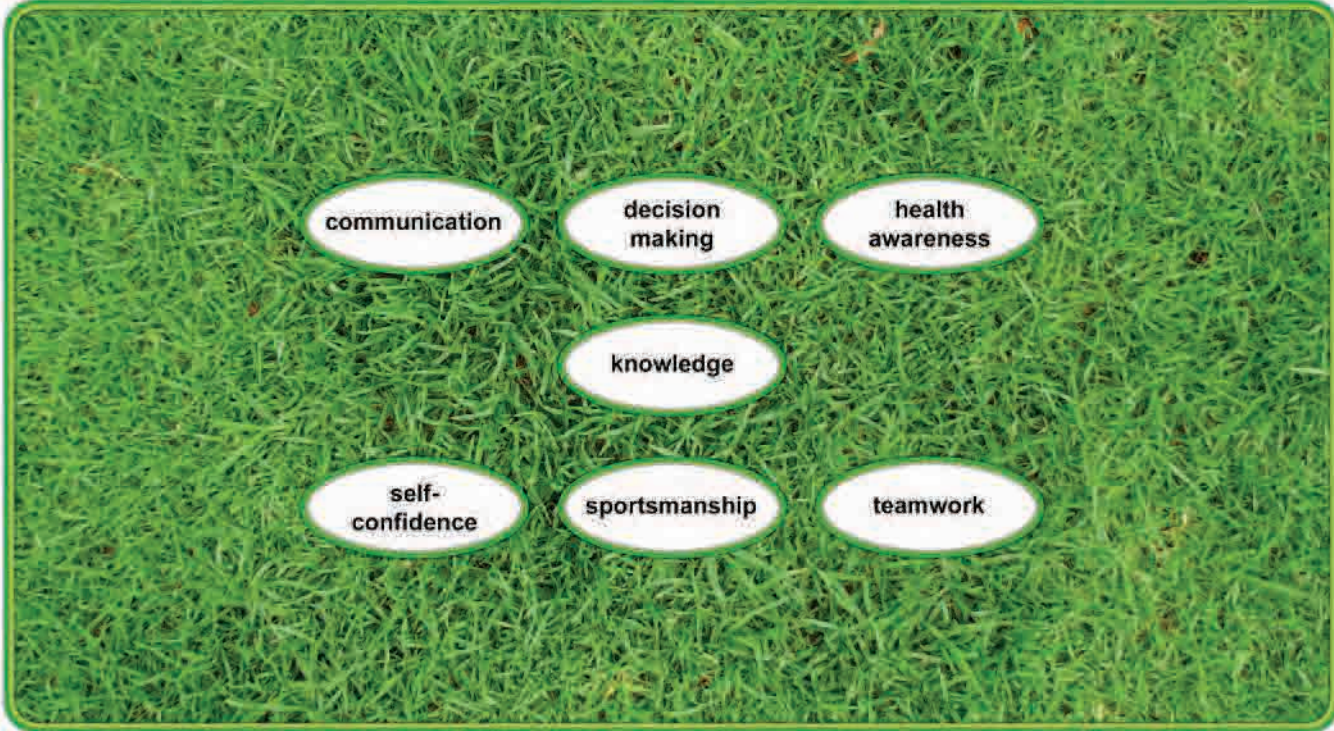 communication
decision
making
health
awareness
knowledge
self-
confidence
sportsmanship
teamwork